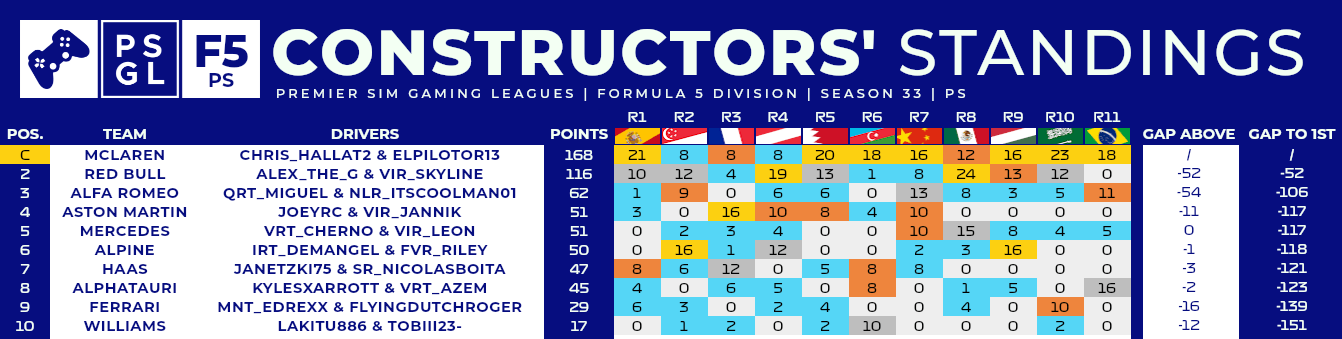 PS
GL
F5
PS
CONSTRUCTORS' STANDINGS
PREMIER SIM GAMING LEAGUES | FORMULA 5 DIVISION | SEASON 33 | PS
R1 R2 R3 R4 R5 R6 R7 R8 R9 R10 R11
POS. TEAM DRIVERS POINTS GAP ABOVE GAP TO 1ST
C MCLAREN CHRIS_HALLAT2 & ELPILOTOR13 168 21 8 8 8 20 18 16 12 16 23 18 / /
2 RED BULL ALEX_THE_G & VIR_SKYLINE 116 10 12 4 19 13 1 8 24 13 12 0 -52 -52
3 ALFA ROMEO QRT_MIGUEL & NLR_ITSCOOLMAN01 62 1 9 0 6 6 0 13 8 3 5 11 -54 -106
4 ASTON MARTIN JOEYRC & VIR_JANNIK 51 3 0 16 10 8 4 10 0 0 0 0 -11 -117
5 MERCEDES VRT_CHERNO & VIR_LEON 51 0 2 3 4 0 0 10 15 8 4 5 0 -117
6 ALPINE IRT_DEMANGEL & FVR_RILEY 50 0 16 1 12 0 0 2 3 16 0 0 -1 -118
7 HAAS JANETZKI75 & SR_NICOLASBOITA 47 8 6 12 0 5 8 8 0 0 0 0 -3 -121
8 ALPHATAURI KYLESXARROTT & VRT_AZEM 45 4 0 6 5 0 8 0 1 5 0 16 -2 -123
9 FERRARI MNT_EDREXX & FLYINGDUTCHROGER 29 6 3 0 2 4 0 0 4 0 10 0 -16 -139
10 WILLIAMS LAKITU886 & TOBIII23- 17 0 1 2 0 2 10 0 0 0 2 0 -12 -151